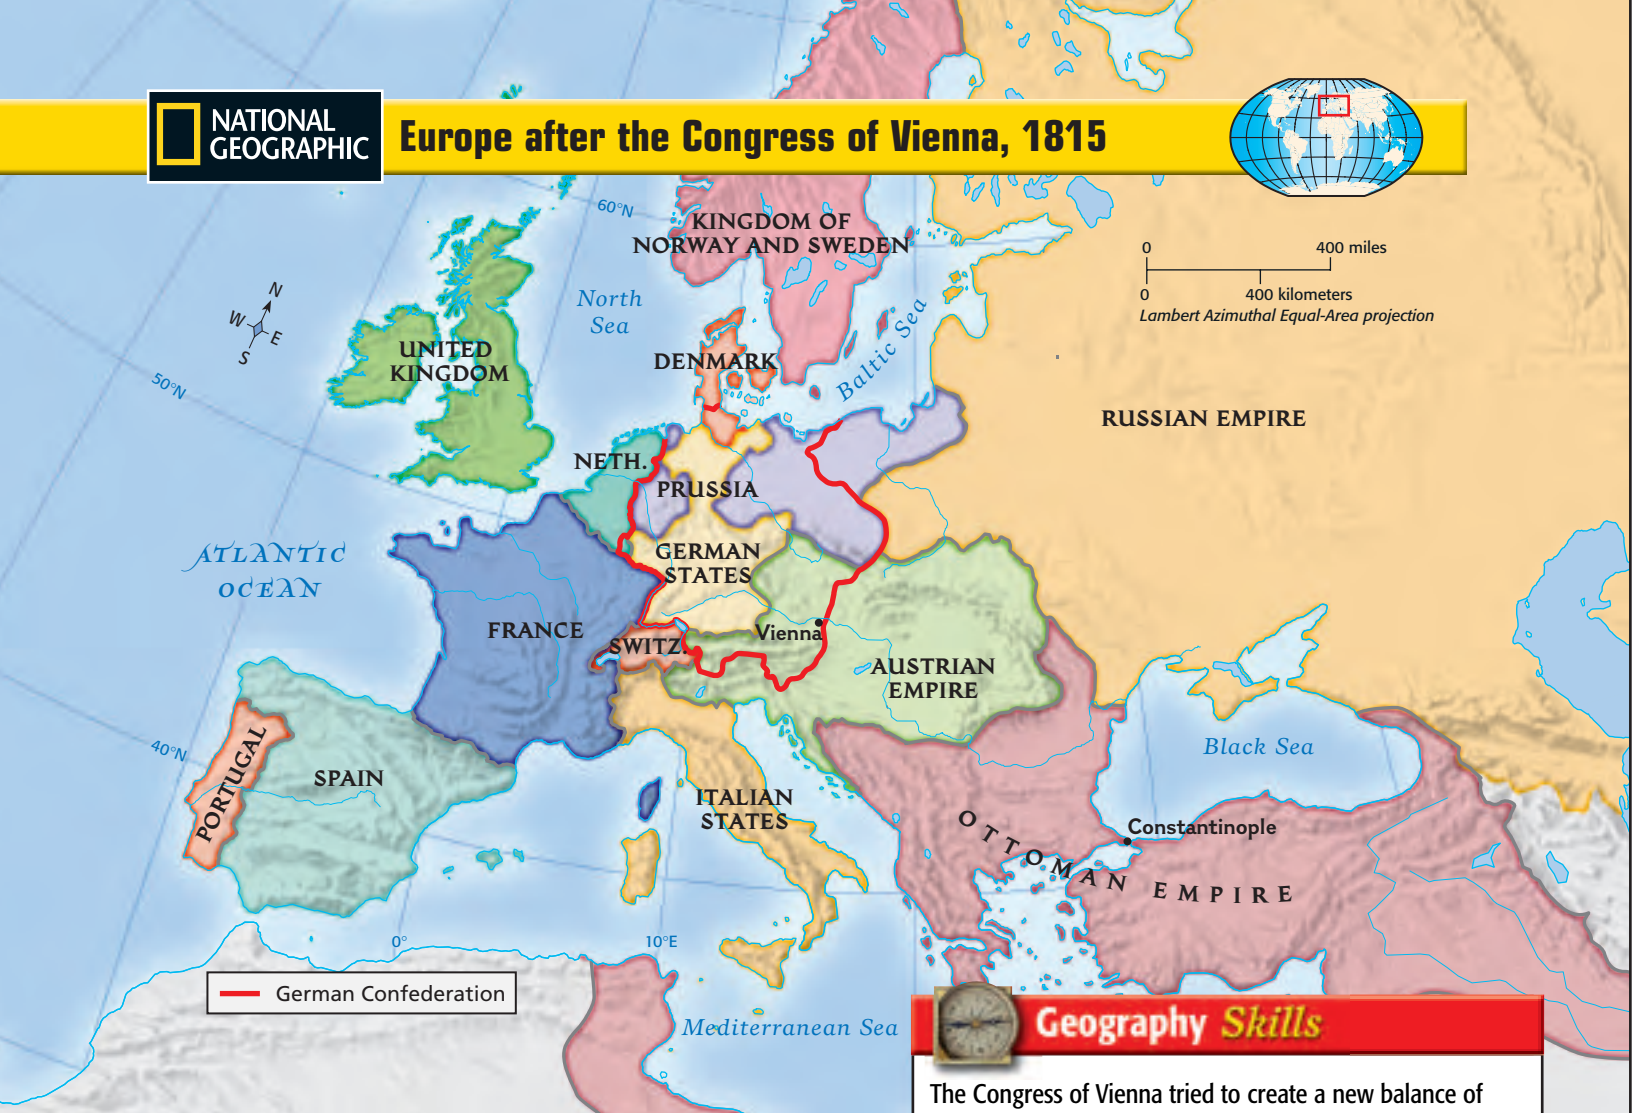 NATIONAL
GEOGRAPHIC
Europe after the Congress of Vienna, 1815
60°N
KINGDOM OF
NORWAY AND SWEDEN
0 400 miles
0 400 kilometers
Lambert Azimuthal Equal-Area projection
N
W E
S
North
Sea
Baltic Sea
UNITED
KINGDOM
DENMARK
50°N
RUSSIAN EMPIRE
NETH.
PRUSSIA
ATLANTIC
OCEAN
GERMAN
STATES
FRANCE
SWITZ.
Vienna
AUSTRIAN
EMPIRE
40°N
PORTUGAL
SPAIN
Black Sea
ITALIAN
STATES
Constantinople
OTTOMAN EMPIRE
0°
10°E
German Confederation
Mediterranean Sea
Geography Skills
The Congress of Vienna tried to create a new balance of